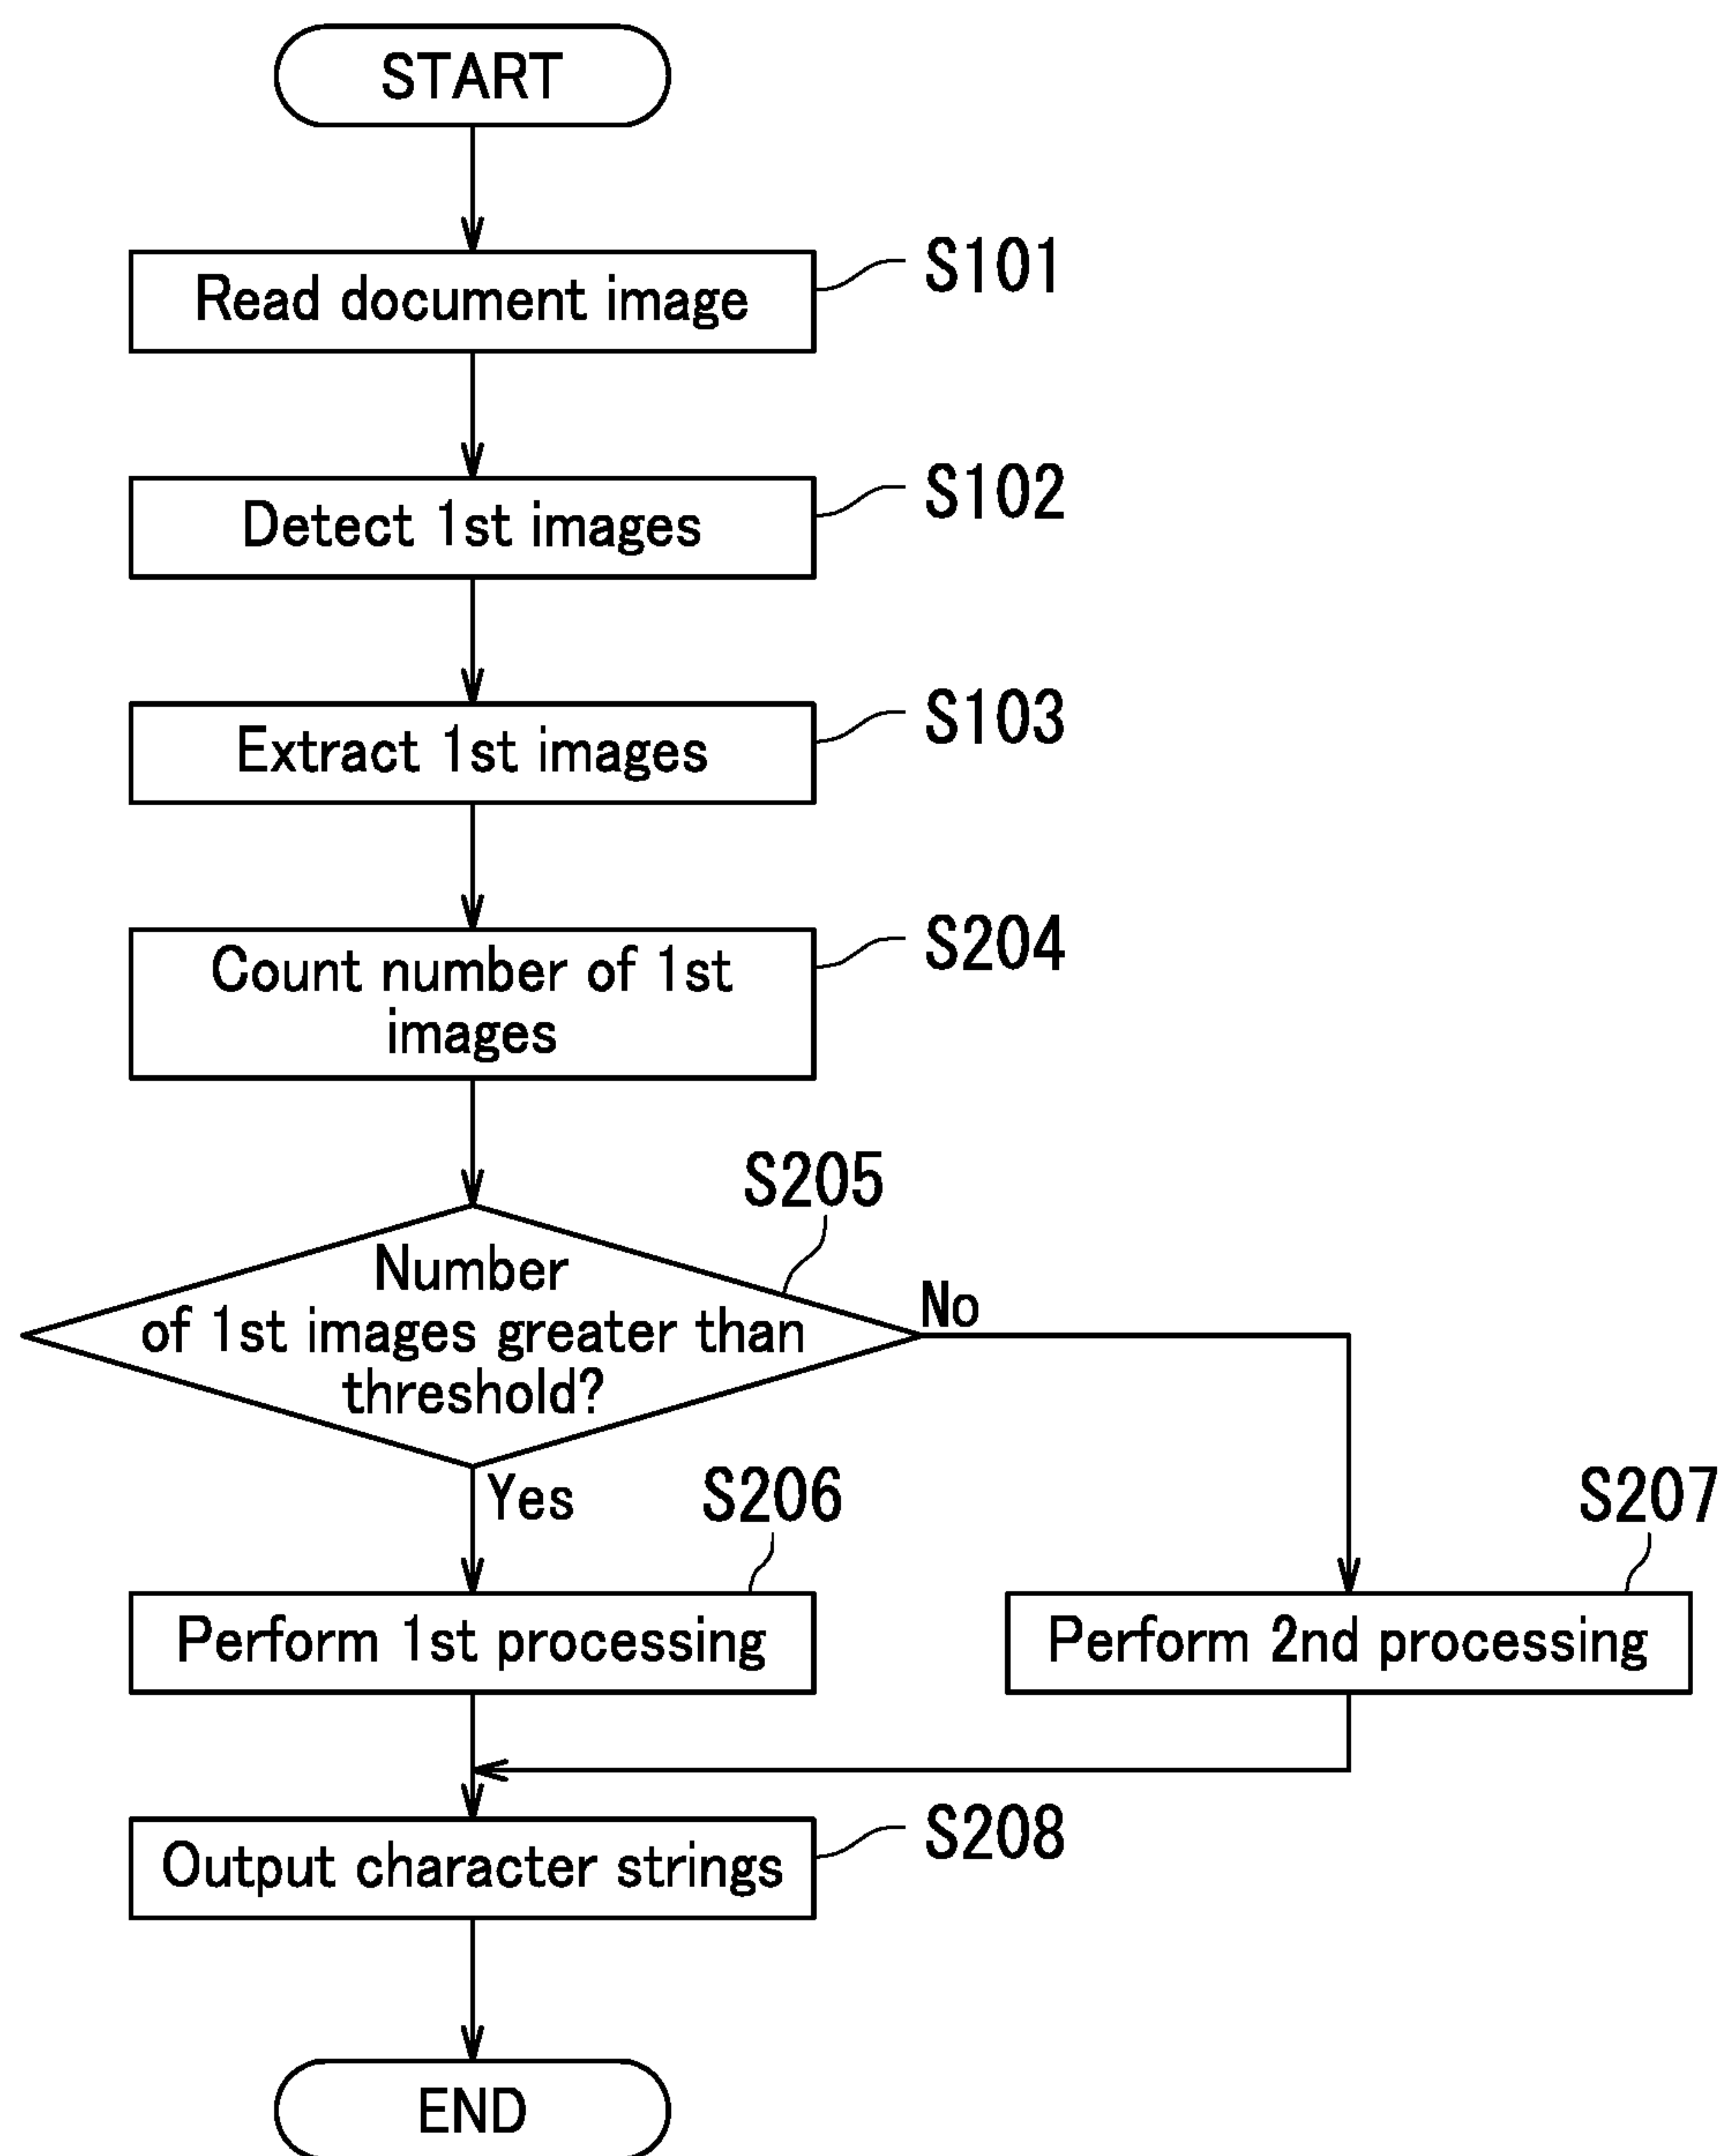 START
Read document image
S101
Detect 1st images
S102
Extract 1st images
S103
Count number of 1st
images
S204
S205
Number
of 1st images greater than
threshold?
No
Yes
S206
S207
Perform 1st processing
Perform 2nd processing
Output character strings
S208
END